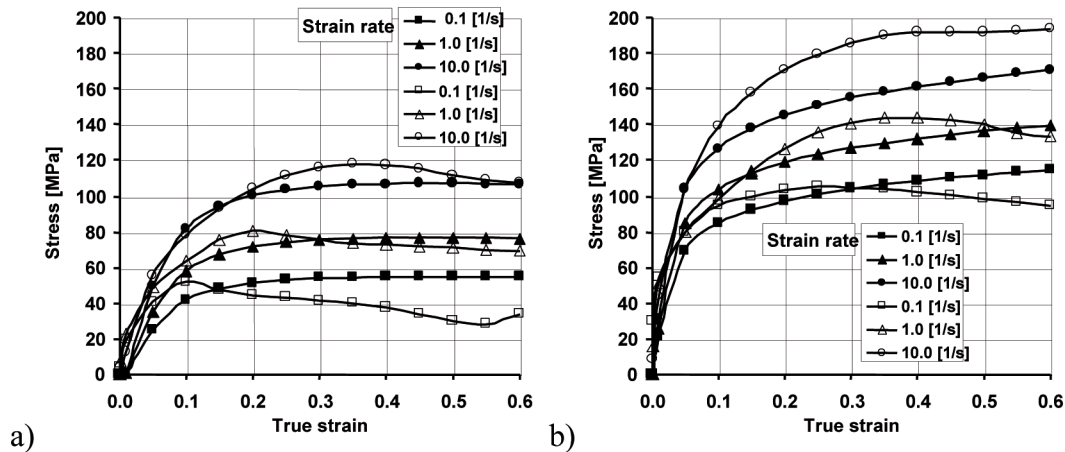 Strain rate
0.1 [1/s]
1.0 [1/s]
10.0 [1/s]
0.1 [1/s]
1.0 [1/s]
10.0 [1/s]
Stress [MPa]
200
180
160
140
120
100
80
60
40
20
0
0.0 0.1 0.2 0.3 0.4 0.5 0.6
True strain
a)
Stress [MPa]
200
180
160
140
120
100
80
60
40
20
0
Strain rate
0.1 [1/s]
1.0 [1/s]
10.0 [1/s]
0.1 [1/s]
1.0 [1/s]
10.0 [1/s]
0.0 0.1 0.2 0.3 0.4 0.5 0.6
True strain
b)